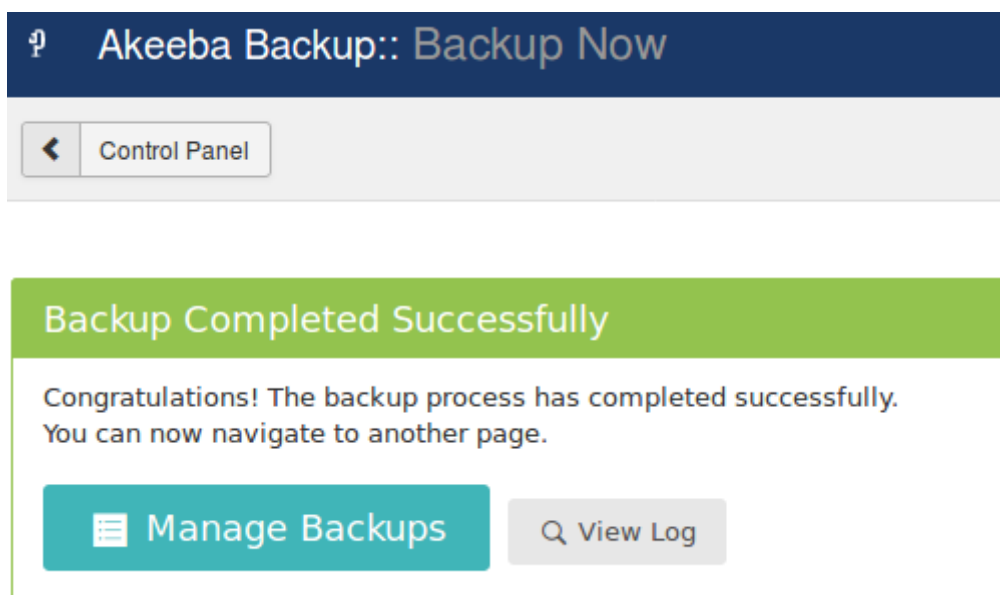 Akeeba Backup:: Backup Now
Control Panel
Backup Completed Successfully
Congratulations! The backup process has completed successfully.
You can now navigate to another page.
Manage Backups
View Log